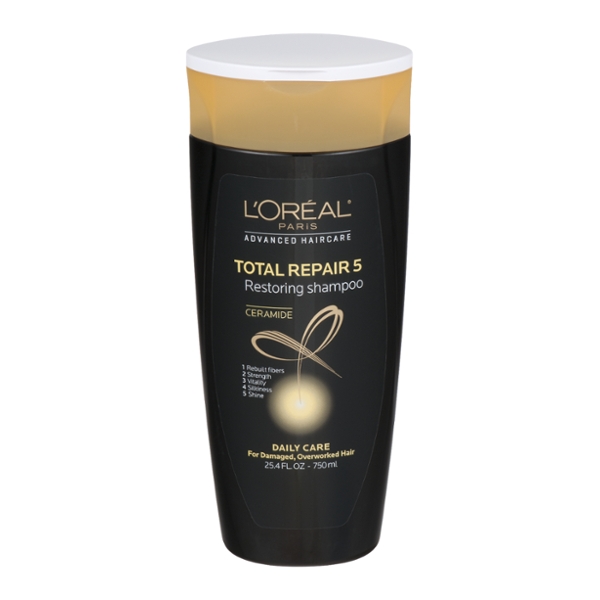 L'ORÉAL®
PARIS
ADVANCED HAIRCARE
TOTAL REPAIR 5
Restoring shampoo
CERAMIDE
1 Rebuilt fibers
2 Strength
3 Vitality
4 Silkiness
5 Shine
DAILY CARE
For Damaged, Overworked Hair
25.4 FL. OZ - 750 ml